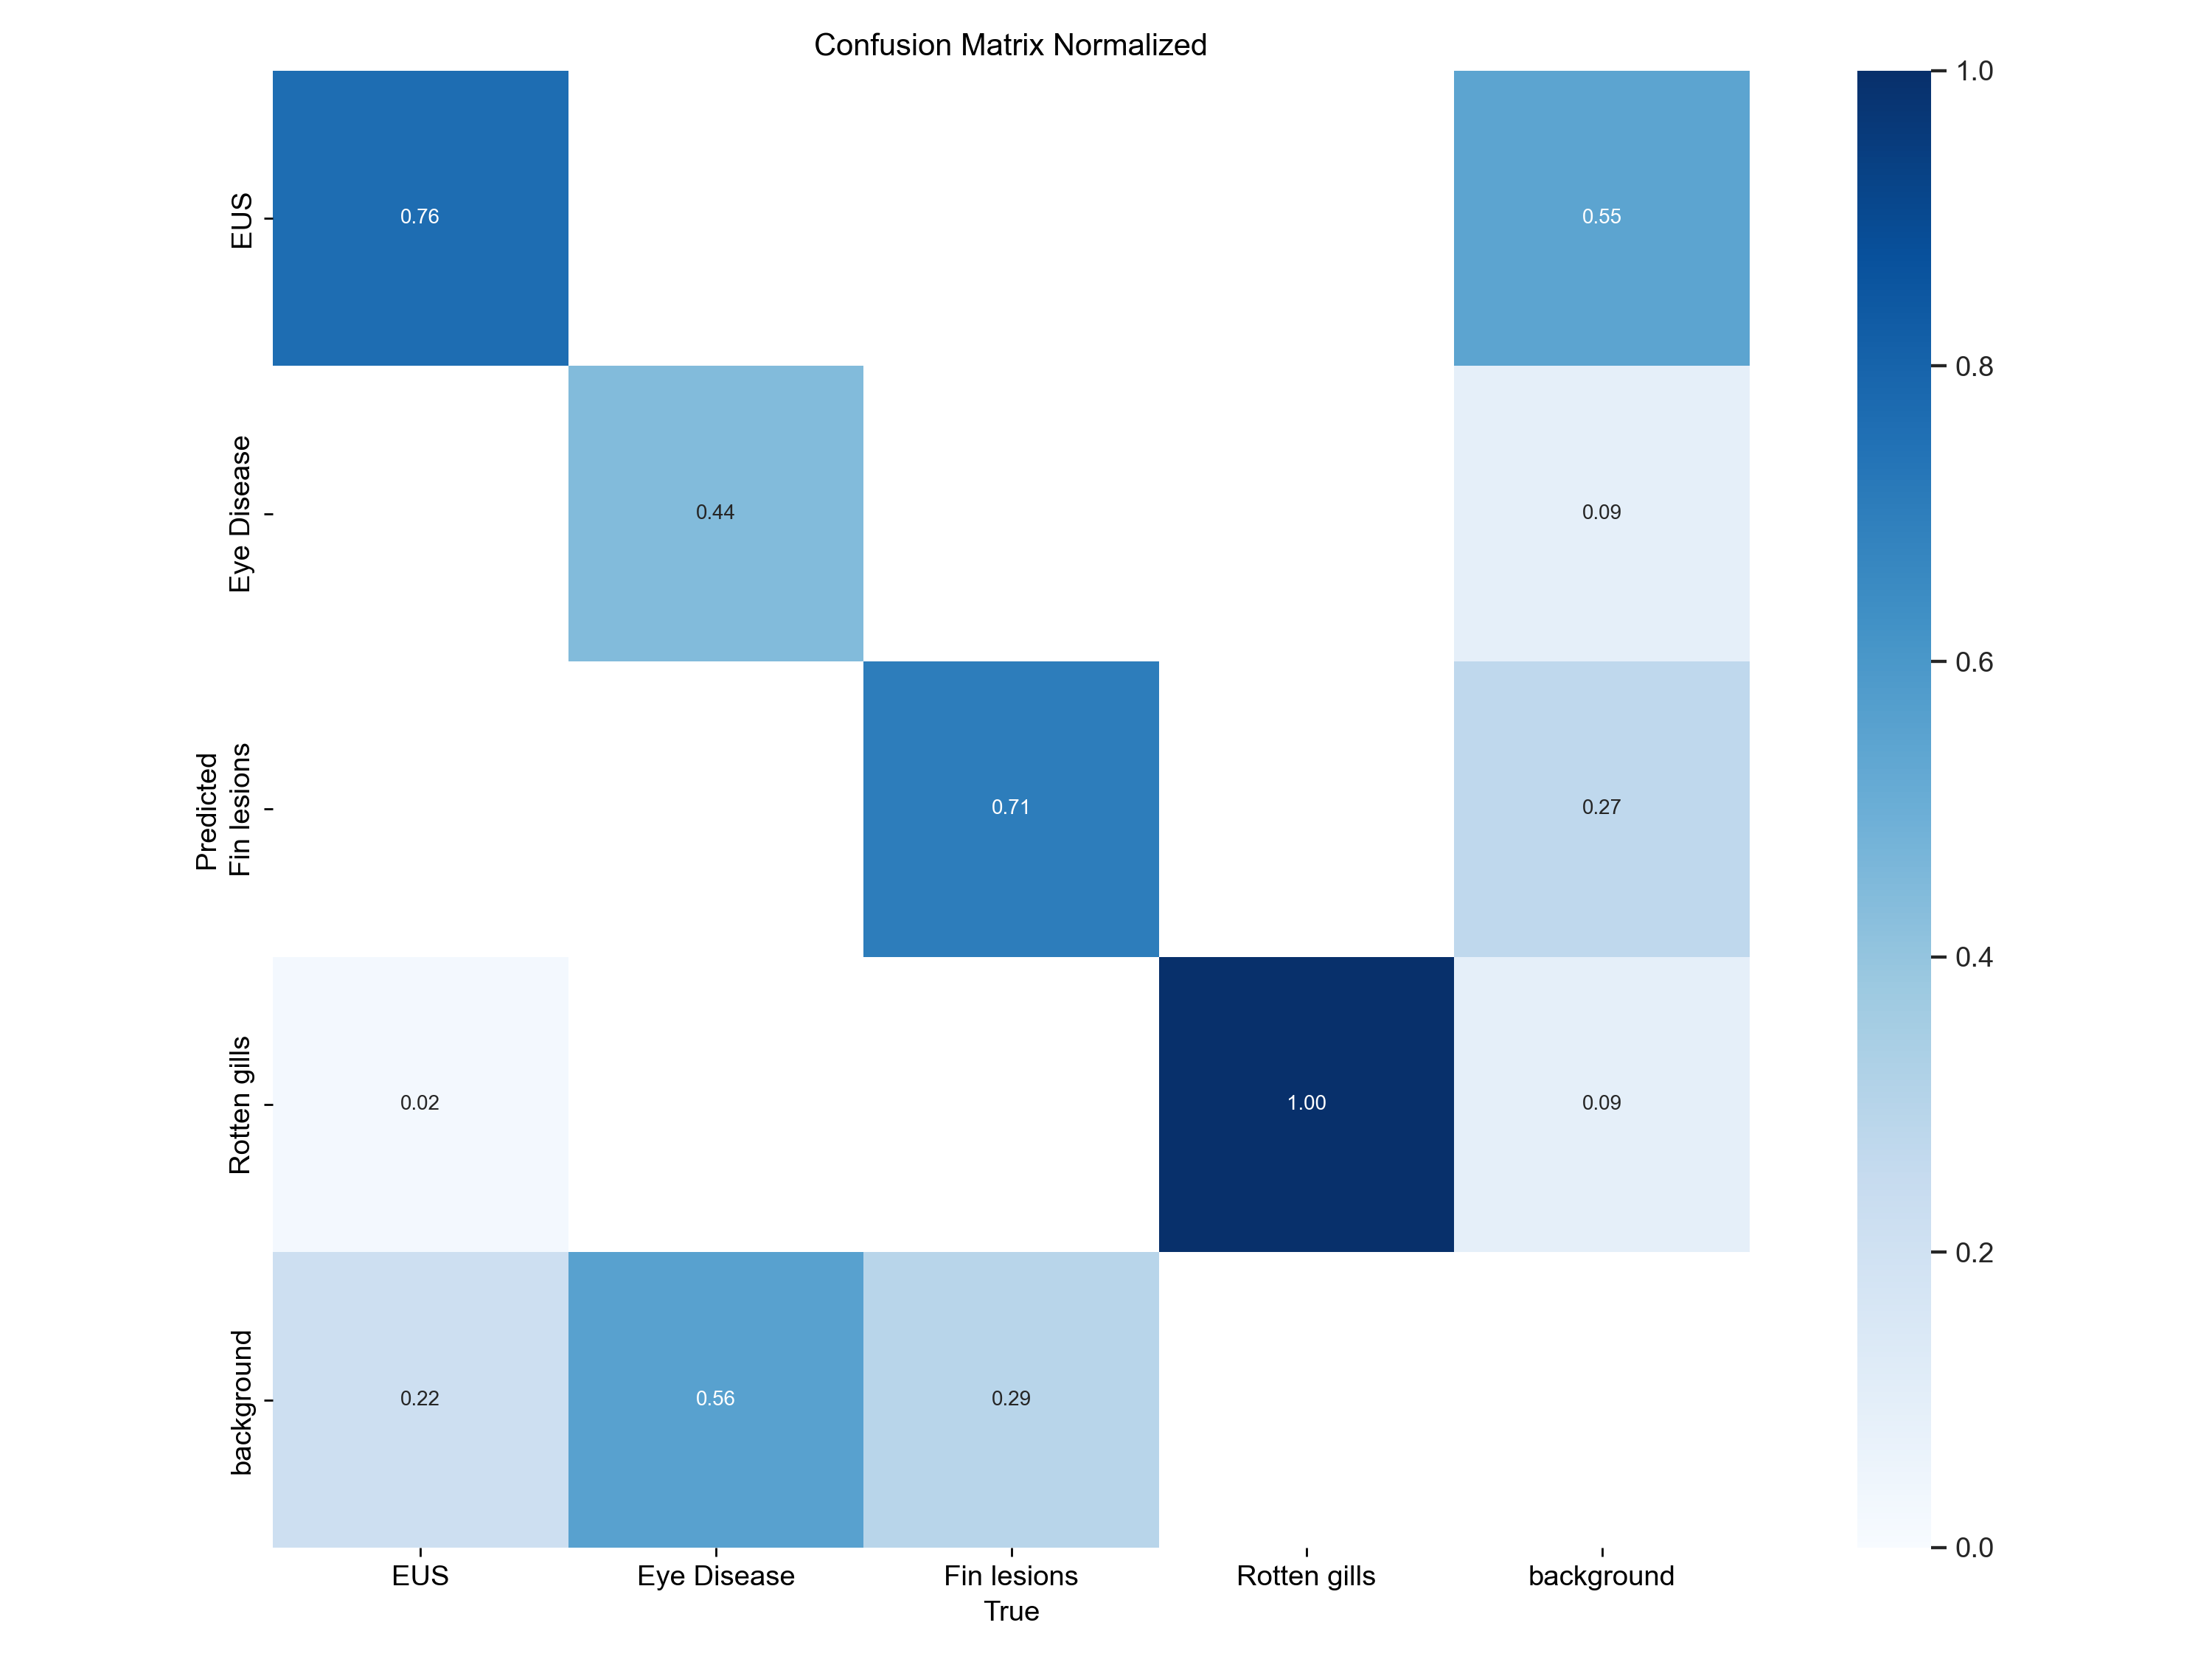 Confusion Matrix Normalized
1.0
EUS
0.76
0.55
0.8
Eye Disease
0.44
0.09
0.6
Predicted
Fin lesions
0.71
0.27
0.4
Rotten gills
0.02
1.00
0.09
0.2
background
0.22
0.56
0.29
0.0
EUS
Eye Disease
Fin lesions
Rotten gills
background
True